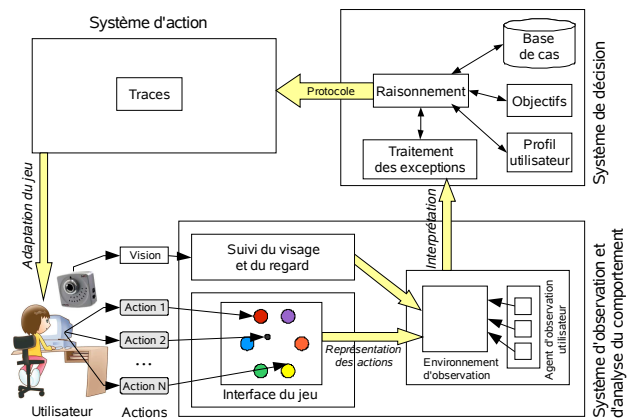 Système d'action
Traces
Protocole
Base
de cas
Raisonnement
Objectifs
Profil
utilisateur
Traitement
des exceptions
Système de décision
Adaptation du jeu
Interprétation
Vision
Suivi du visage
et du regard
Action 1
Action 2
...
Action N
Interface du jeu
Représentation
des actions
Environnement
d'observation
Agent d'observation
utilisateur
Système d'observation et
d'analyse du comportement
Utilisateur
Actions